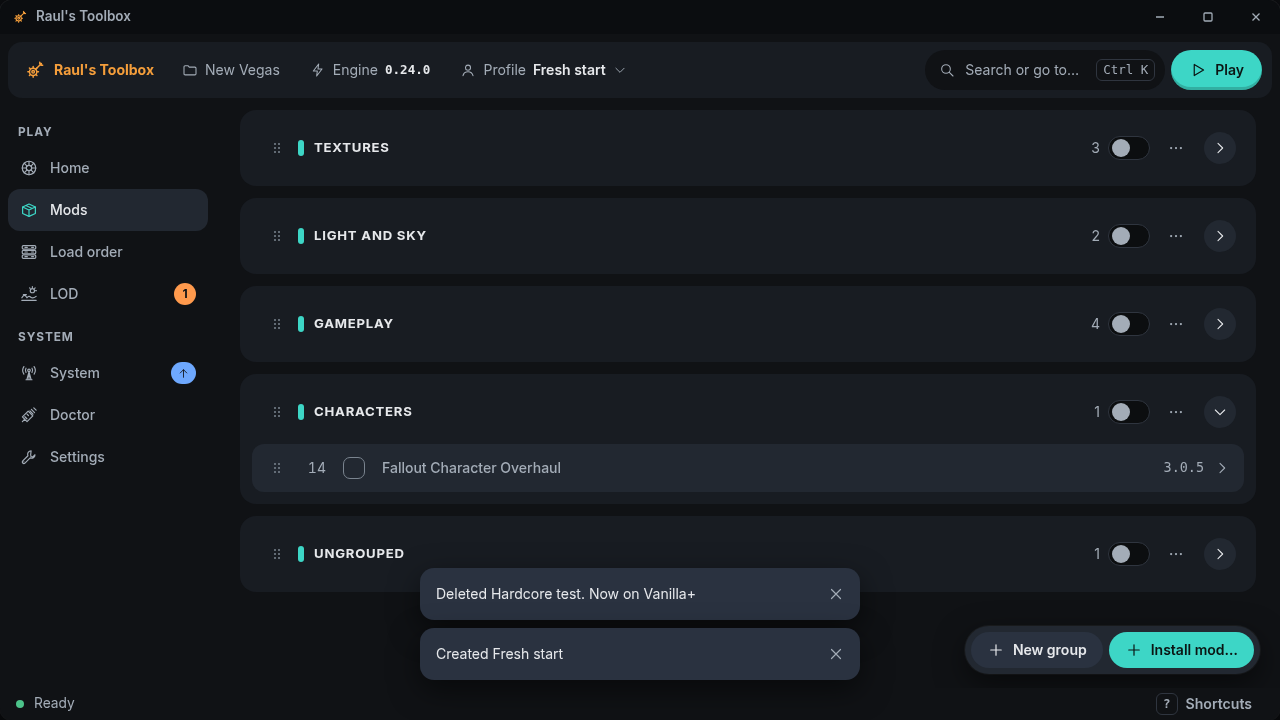 Raul's Toolbox
Raul's Toolbox
New Vegas
Engine 0.24.0
Profile Fresh start
Search or go to...
Ctrl K
Play
PLAY
Home
Mods
Load order
LOD
1
SYSTEM
System
Doctor
Settings
TEXTURES
3
LIGHT AND SKY
2
GAMEPLAY
4
CHARACTERS
1
14
Fallout Character Overhaul
3.0.5
UNGROUPED
1
Deleted Hardcore test. Now on Vanilla+
Created Fresh start
New group
Install mod...
Ready
? Shortcuts